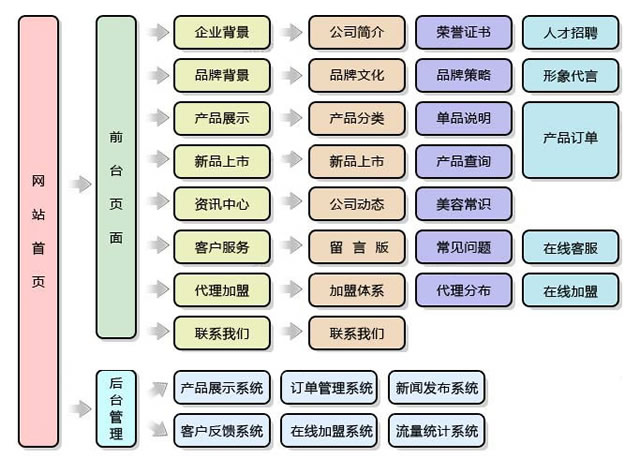 网站首页
前台页面
企业背景
公司简介
荣誉证书
人才招聘
品牌背景
品牌文化
品牌策略
形象代言
产品展示
产品分类
单品说明
产品订单
新品上市
新品上市
产品查询
资讯中心
公司动态
美容常识
客户服务
留言版
常见问题
在线客服
代理加盟
加盟体系
代理分布
在线加盟
联系我们
联系我们
后台管理
产品展示系统
订单管理系统
新闻发布系统
客户反馈系统
在线加盟系统
流量统计系统